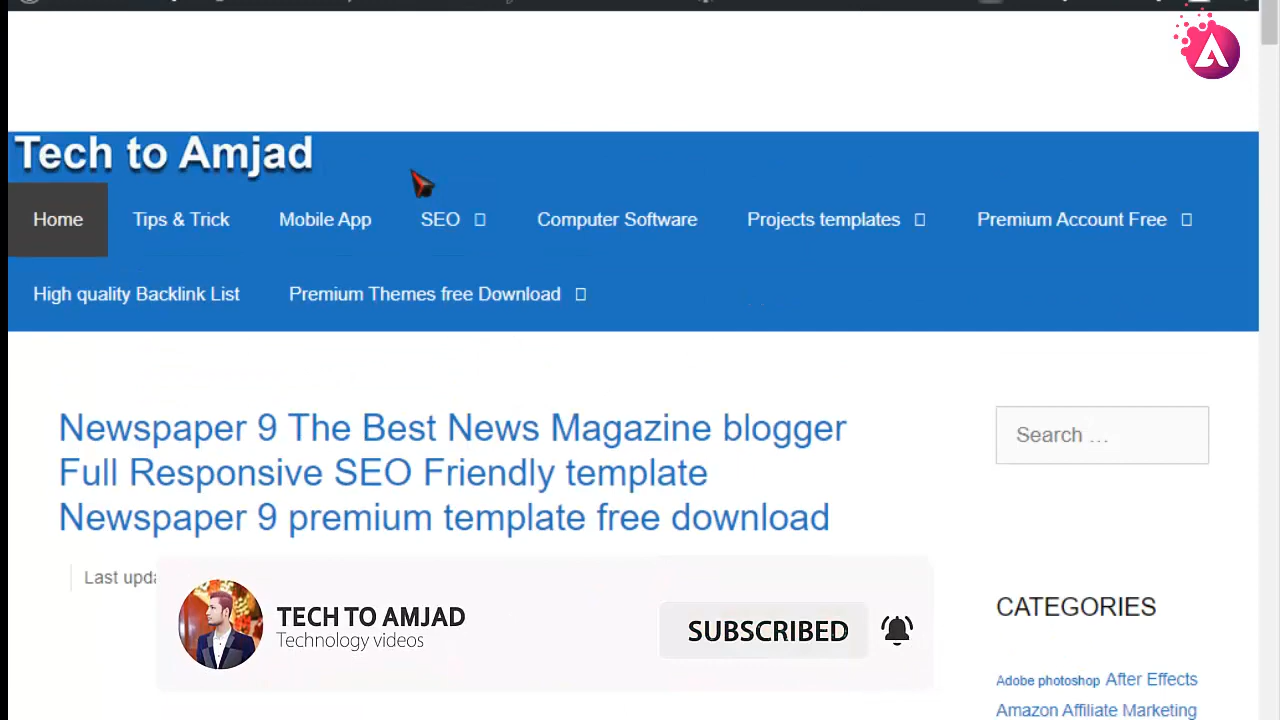 Tech to Amjad
Home Tips & Trick Mobile App SEO Computer Software Projects templates Premium Account Free
High quality Backlink List Premium Themes free Download
Newspaper 9 The Best News Magazine blogger
Full Responsive SEO Friendly template
Newspaper 9 premium template free download
Search …
Last upda
TECH TO AMJAD
Technology videos
SUBSCRIBED
CATEGORIES
Adobe photoshop After Effects
Amazon Affiliate Marketing